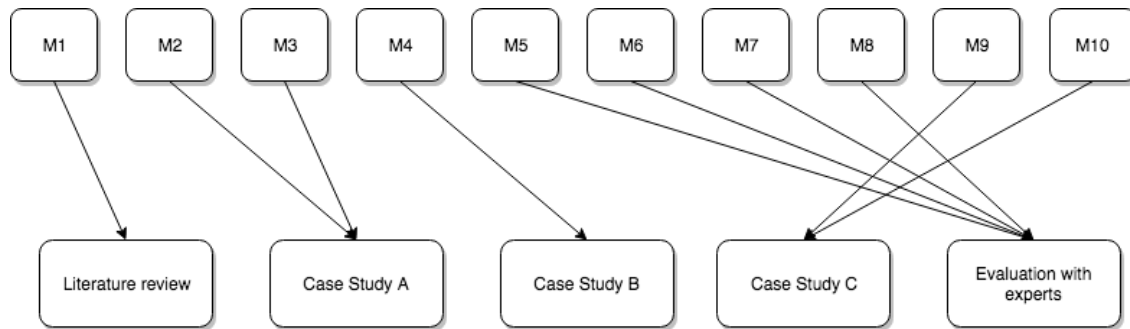 M1
M2
M3
M4
M5
M6
M7
M8
M9
M10
Literature review
Case Study A
Case Study B
Case Study C
Evaluation with
experts